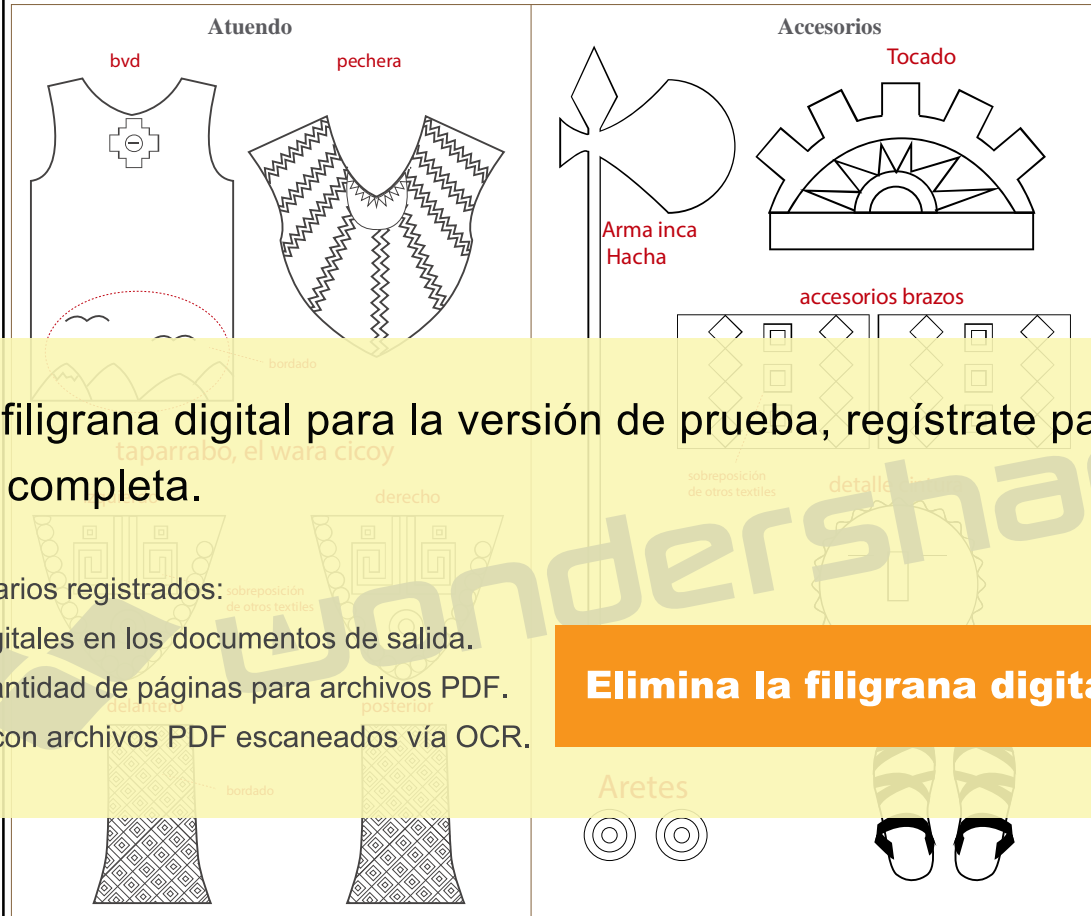 Atuendo
bvd
pechera
bordado
taparrabo, el wara cicoy
derecho
sobreposición
de otros textiles
delantero
posterior
bordado
Accesorios
Tocado
Arma inca
Hacha
accesorios brazos
sobreposición
de otros textiles
Aretes
filigrana digital para la versión de prueba, regístrate pa
completa.
arios registrados:
gitales en los documentos de salida.
antidad de páginas para archivos PDF.
con archivos PDF escaneados vía OCR.
Elimina la filigrana digita
wondersha